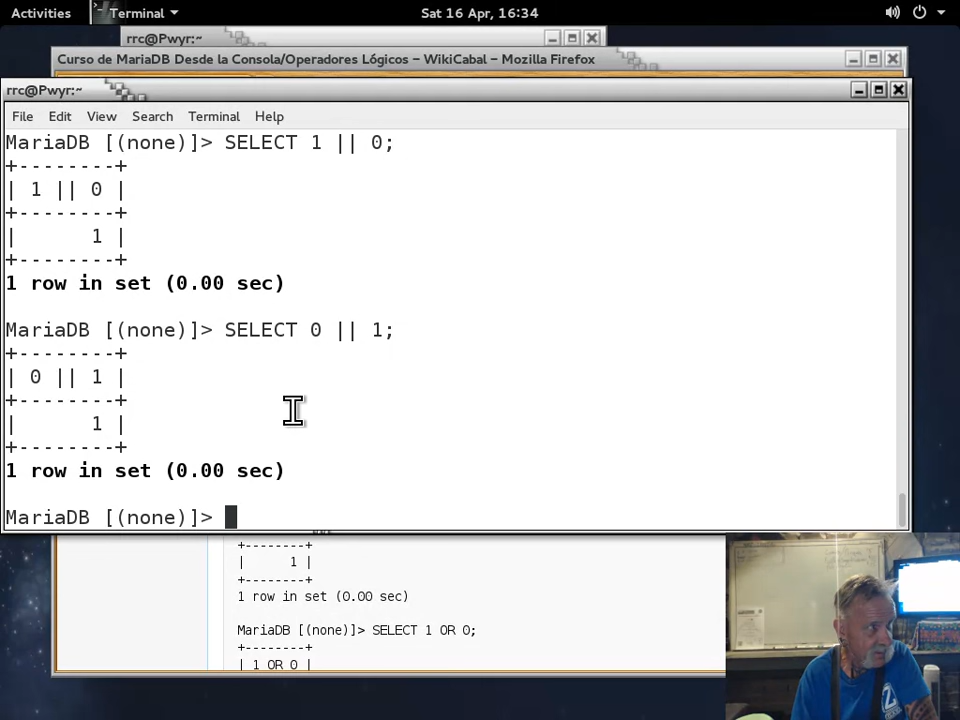 Activities Terminal Sat 16 Apr, 16:34
rrc@Pwyr:~
Curso de MariaDB Desde la Consola/Operadores Lógicos - WikiCabal - Mozilla Firefox
rrc@Pwyr:~
File Edit View Search Terminal Help
MariaDB [(none)]> SELECT 1 || 0;
+--------+
| 1 || 0 |
+--------+
|      1 |
+--------+
1 row in set (0.00 sec)
MariaDB [(none)]> SELECT 0 || 1;
+--------+
| 0 || 1 |
+--------+
|      1 |
+--------+
1 row in set (0.00 sec)
MariaDB [(none)]>
+--------+
|      1 |
+--------+
1 row in set (0.00 sec)
MariaDB [(none)]> SELECT 1 OR 0;
+--------+
| 1 OR 0 |